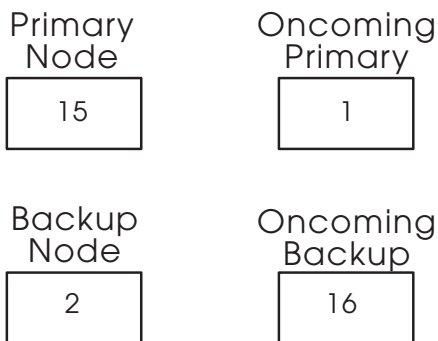 Primary
Node
15
Oncoming
Primary
1
Backup
Node
2
Oncoming
Backup
16